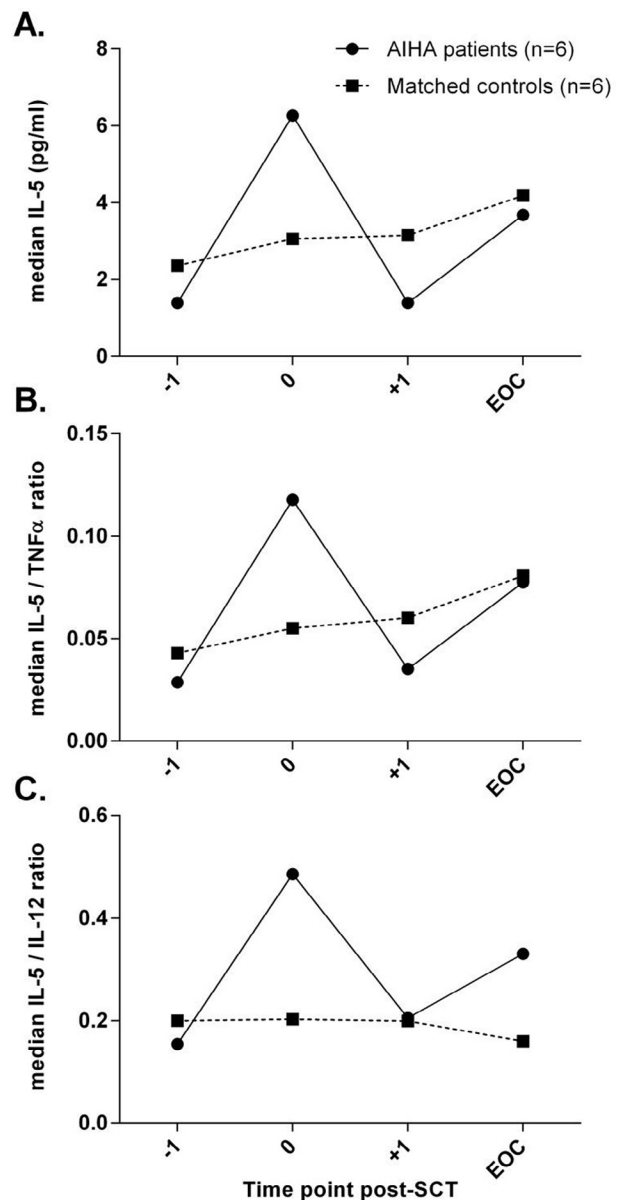 A.
median IL-5 (pg/ml)
8
6
4
2
0
AIHA patients (n=6)
Matched controls (n=6)
-1
0
+1
EOC
B.
median IL-5 / TNFα ratio
0.15
0.10
0.05
0.00
-1
0
+1
EOC
C.
median IL-5 / IL-12 ratio
0.6
0.4
0.2
0.0
-1
0
+1
EOC
Time point post-SCT